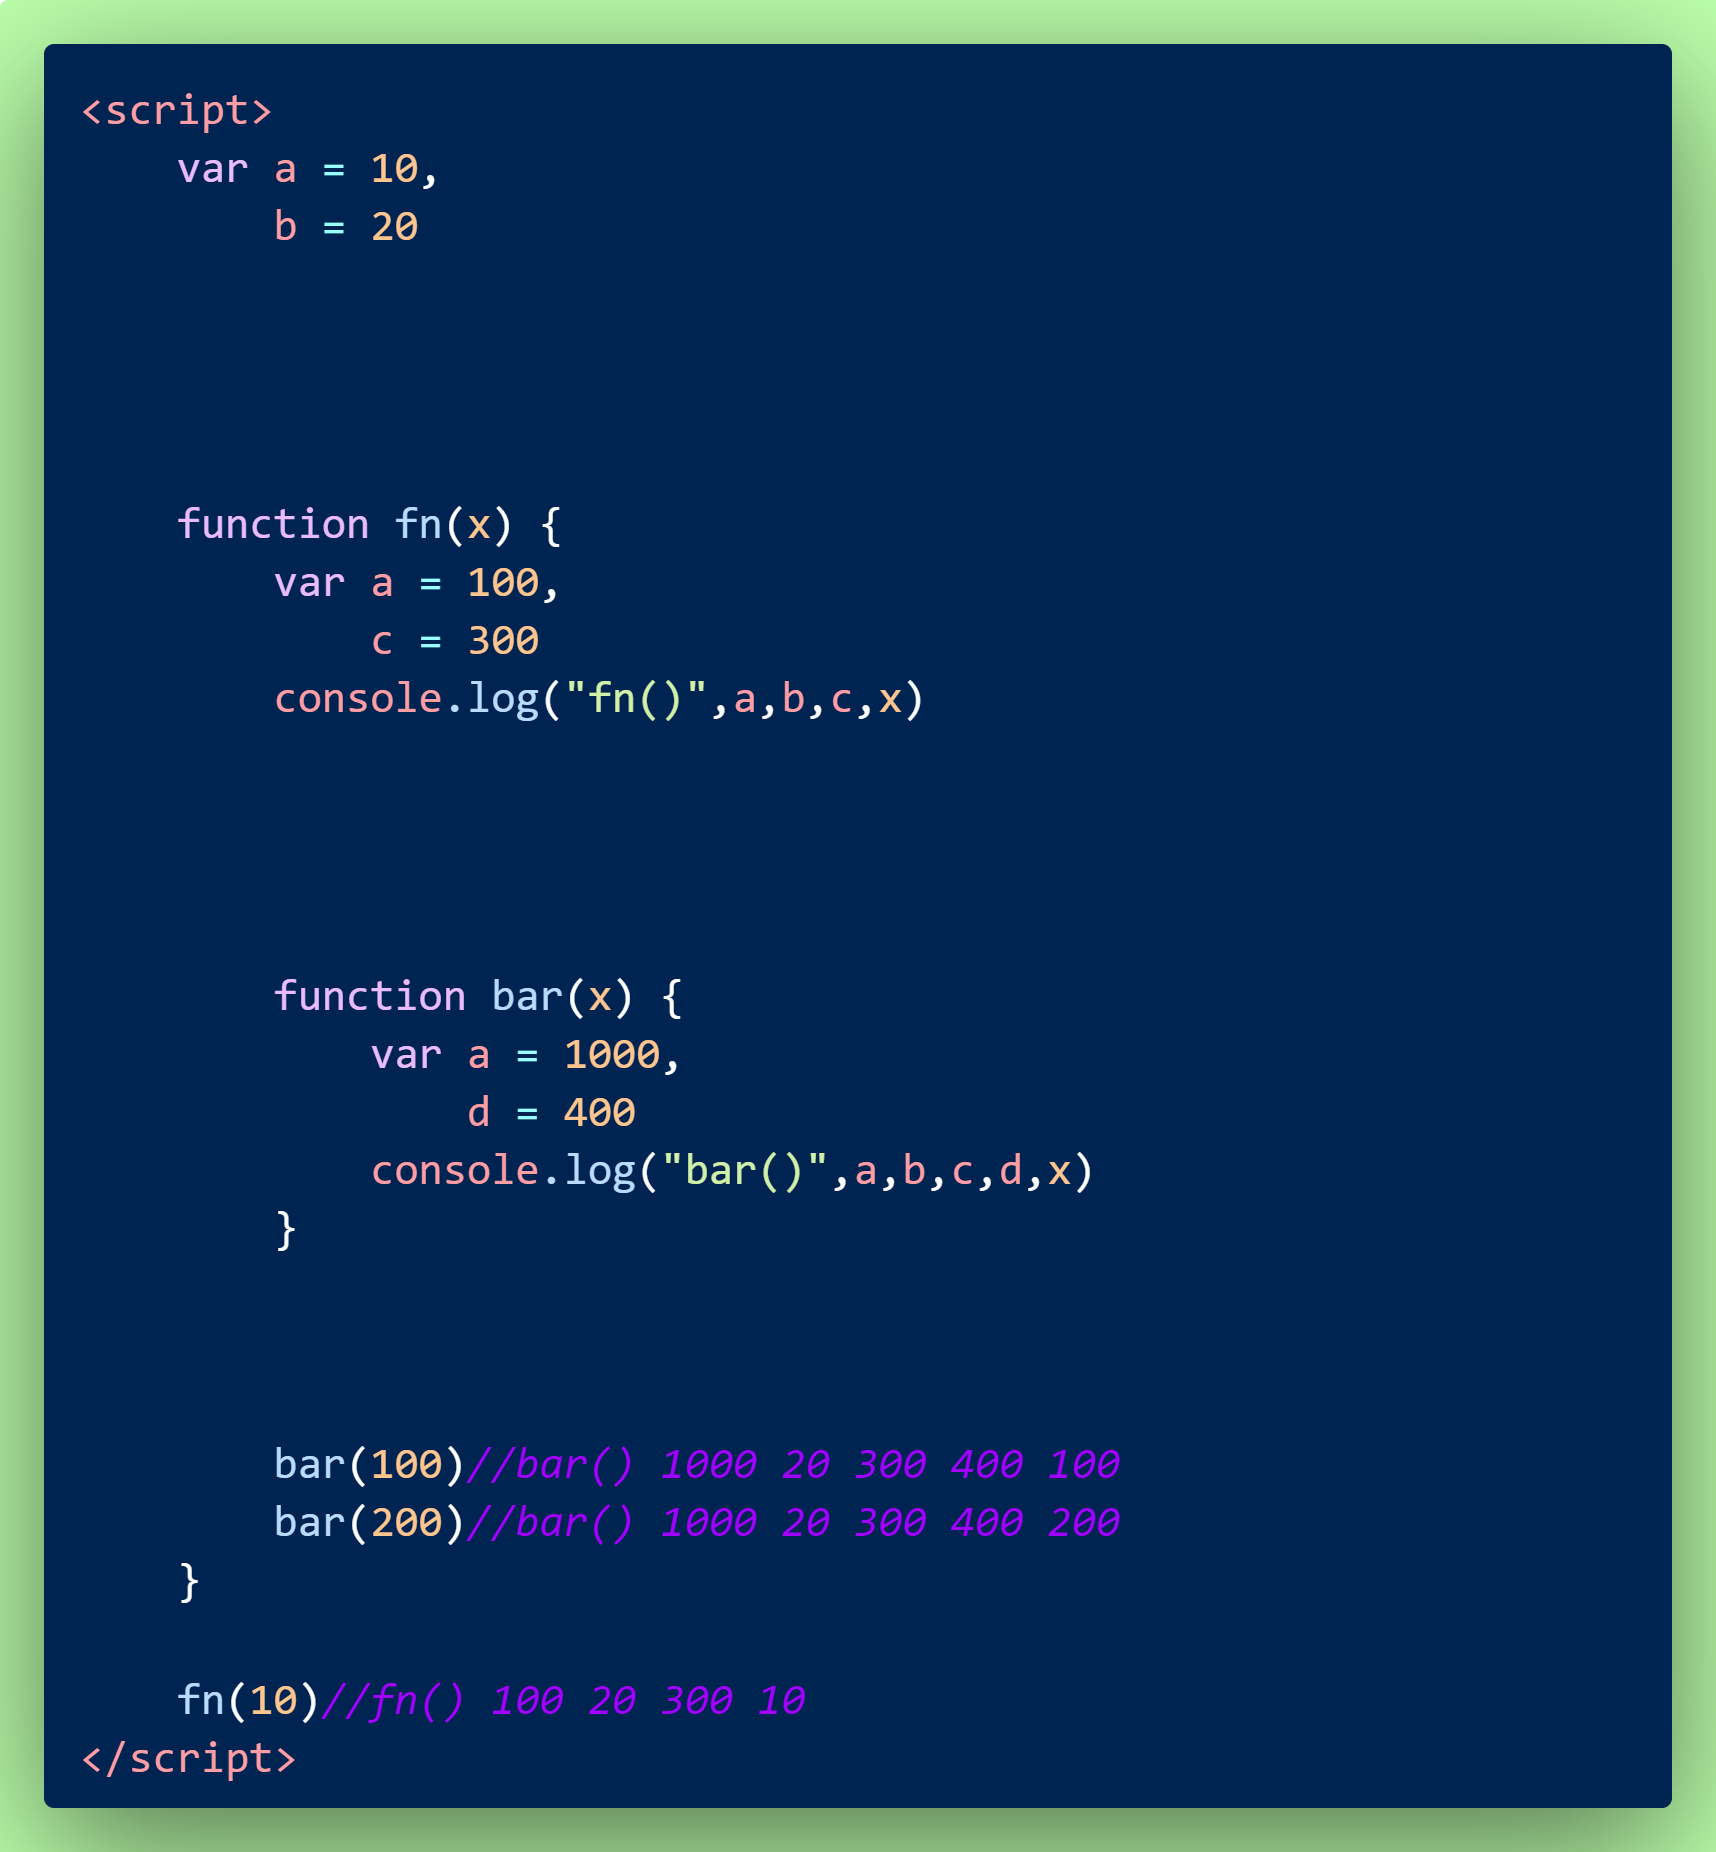 <script>
    var a = 10,
        b = 20
    function fn(x) {
        var a = 100,
            c = 300
        console.log("fn()",a,b,c,x)
        function bar(x) {
            var a = 1000,
                d = 400
            console.log("bar()",a,b,c,d,x)
        }
        bar(100)//bar() 1000 20 300 400 100
        bar(200)//bar() 1000 20 300 400 200
    }
    fn(10)//fn() 100 20 300 10
</script>